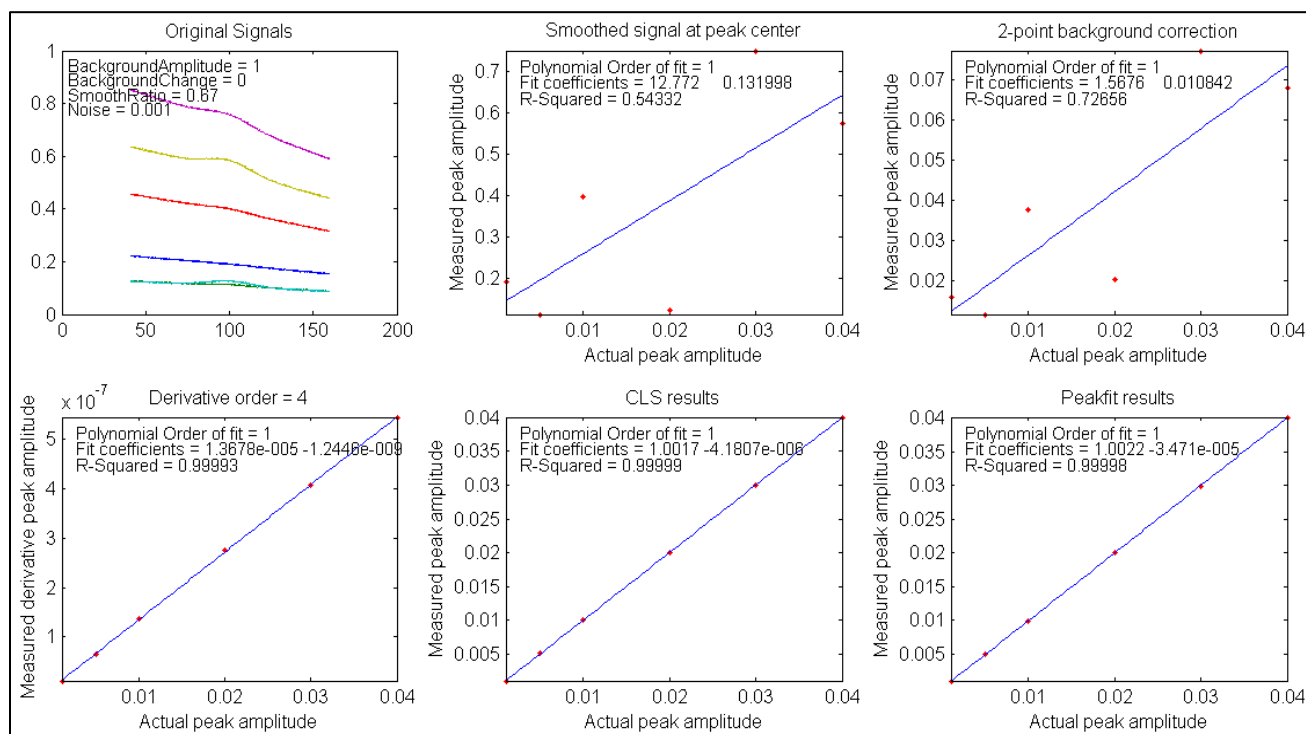 Original Signals
BackgroundAmplitude = 1
BackgroundChange = 0
SmoothRatio = 0.67
Noise = 0.001
1
0.8
0.6
0.4
0.2
0
0 50 100 150 200
Smoothed signal at peak center
Polynomial Order of fit = 1
Fit coefficients = 12.772 0.131998
R-Squared = 0.54332
Measured peak amplitude
0.7
0.6
0.5
0.4
0.3
0.2
0.01 0.02 0.03 0.04
Actual peak amplitude
2-point background correction
Polynomial Order of fit = 1
Fit coefficients = 1.5676 0.010842
R-Squared = 0.72656
Measured peak amplitude
0.07
0.06
0.05
0.04
0.03
0.02
0.01 0.02 0.03 0.04
Actual peak amplitude
x 10^-7
Derivative order = 4
Polynomial Order of fit = 1
Fit coefficients = 1.3678e-005 -1.2446e-009
R-Squared = 0.99993
Measured derivative peak amplitude
5
4
3
2
1
0.01 0.02 0.03 0.04
Actual peak amplitude
CLS results
Polynomial Order of fit = 1
Fit coefficients = 1.0017 -4.1807e-006
R-Squared = 0.99999
Measured peak amplitude
0.04
0.035
0.03
0.025
0.02
0.015
0.01
0.005
0.01 0.02 0.03 0.04
Actual peak amplitude
Peakfit results
Polynomial Order of fit = 1
Fit coefficients = 1.0022 -3.471e-005
R-Squared = 0.99998
Measured peak amplitude
0.04
0.035
0.03
0.025
0.02
0.015
0.01
0.005
0.01 0.02 0.03 0.04
Actual peak amplitude